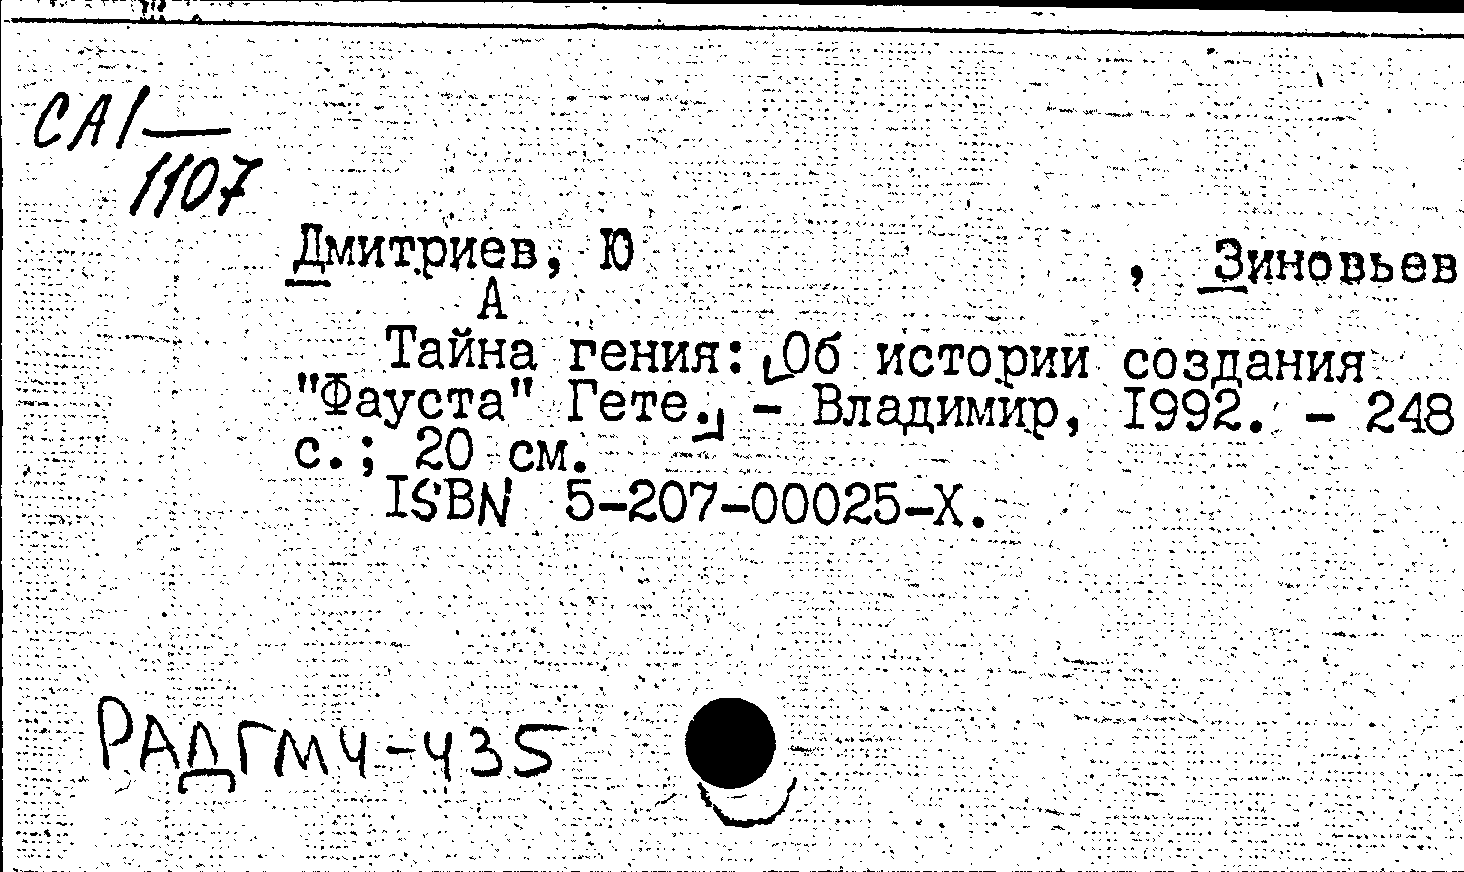 СА1—
1107
Дмитриев, Ю , Зиновьев
А
Тайна гения: Об истории создания
"Фауста" Гете. – Владимир, 1992. – 248
с.; 20 см.
ISBN 5-207-00025-X.
РАДГМЧ-435